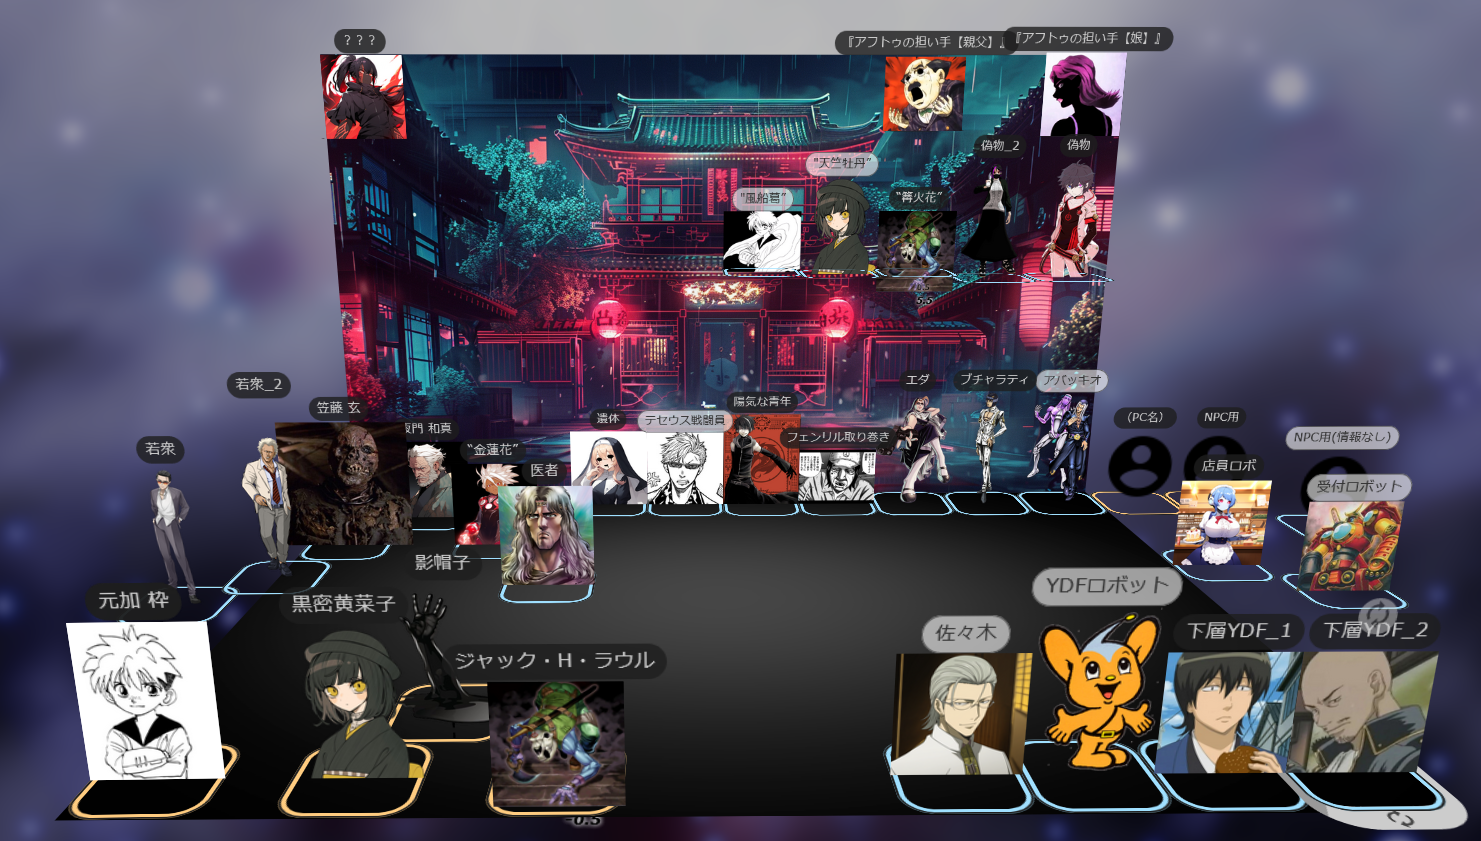 ？？？
『アフトゥの担い手【親父】』
『アフトゥの担い手【娘】』
偽物_2
偽物
"天竺牡丹"
"風船葛"
"篝火花"
5.5
若衆_2
エダ
ブチャラティ
アバッキオ
笠藤 玄
陽気な青年
遺体
テセウス戦闘員
門 和真
(PC名)
NPC用
若衆
"金蓮花"
フェンリル取り巻き
NPC用(情報なし)
医者
店員ロボ
受付ロボット
影帽子
YDFロボット
元加 枠
黒密黄菜子
ジャック・H・ラウル
佐々木
下層YDF_1
下層YDF_2
-0.5